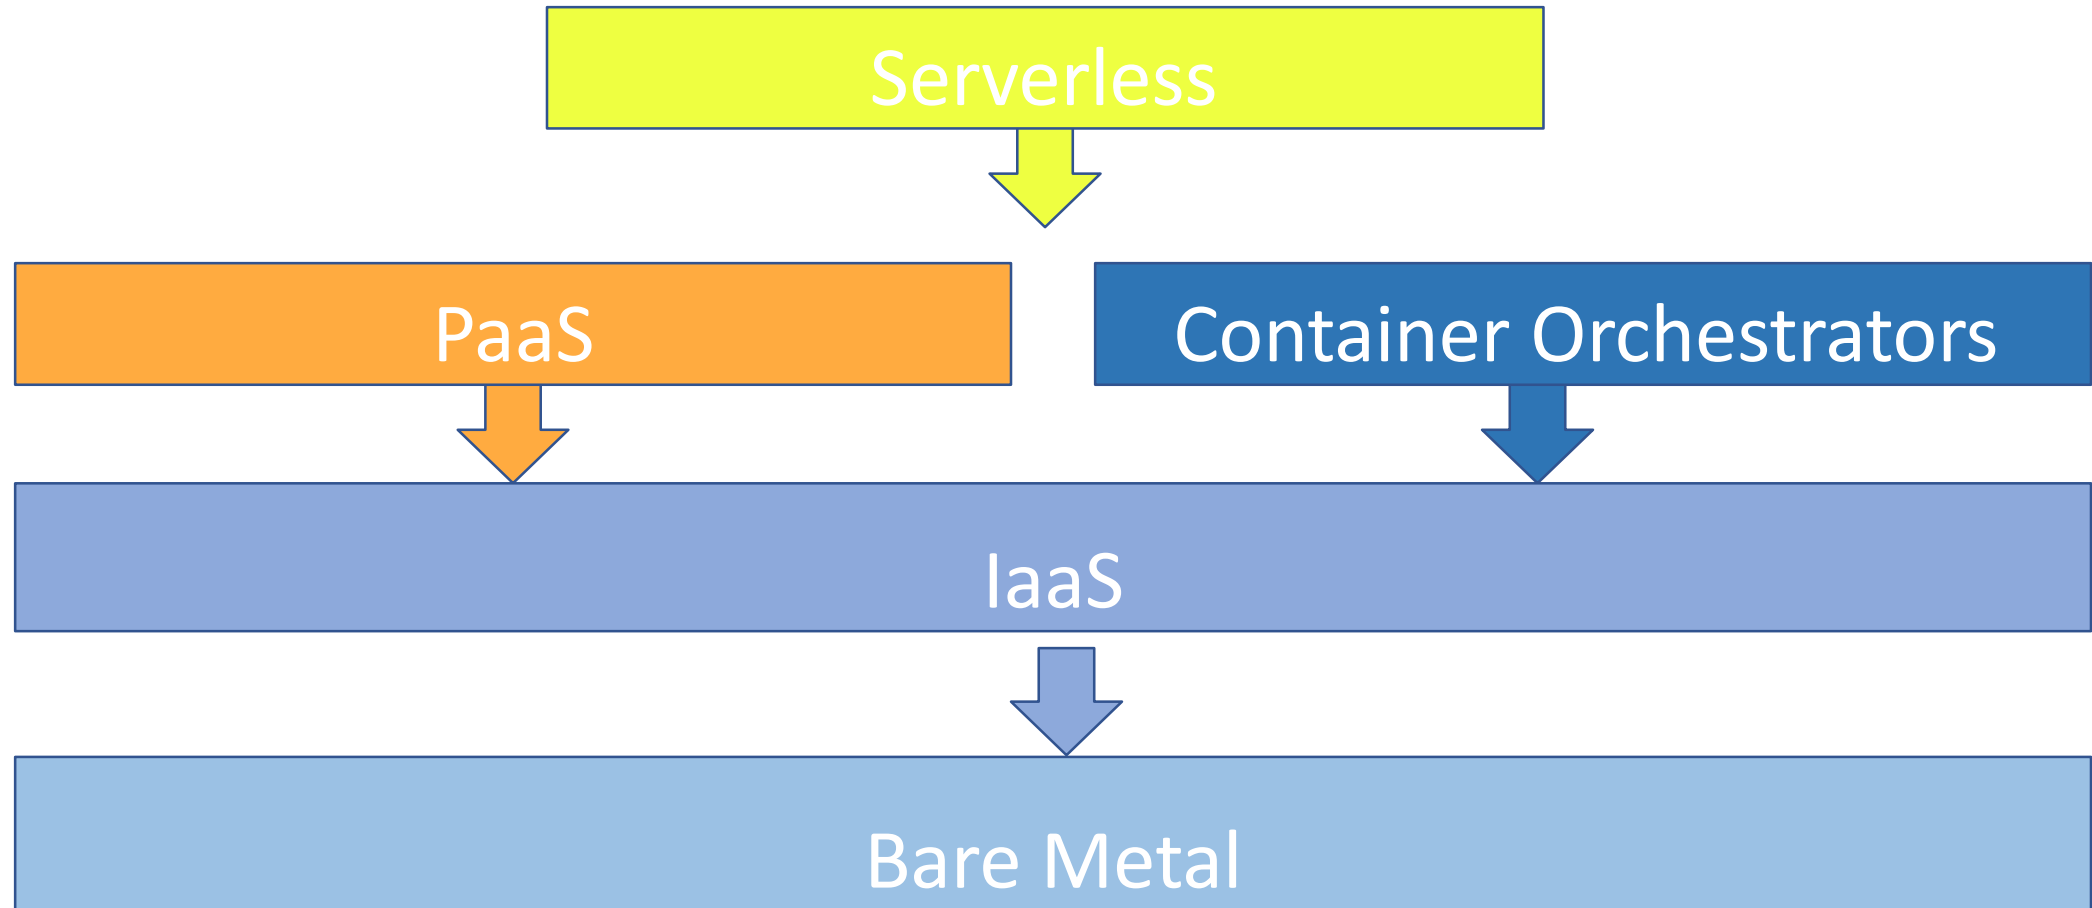 Serverless
PaaS
Container Orchestrators
IaaS
Bare Metal